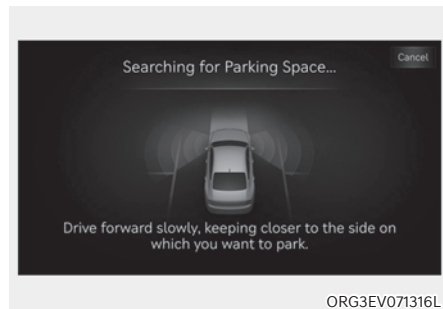 Cancel
Searching for Parking Space...
Drive forward slowly, keeping closer to the side on
which you want to park.
ORG3EV071316L